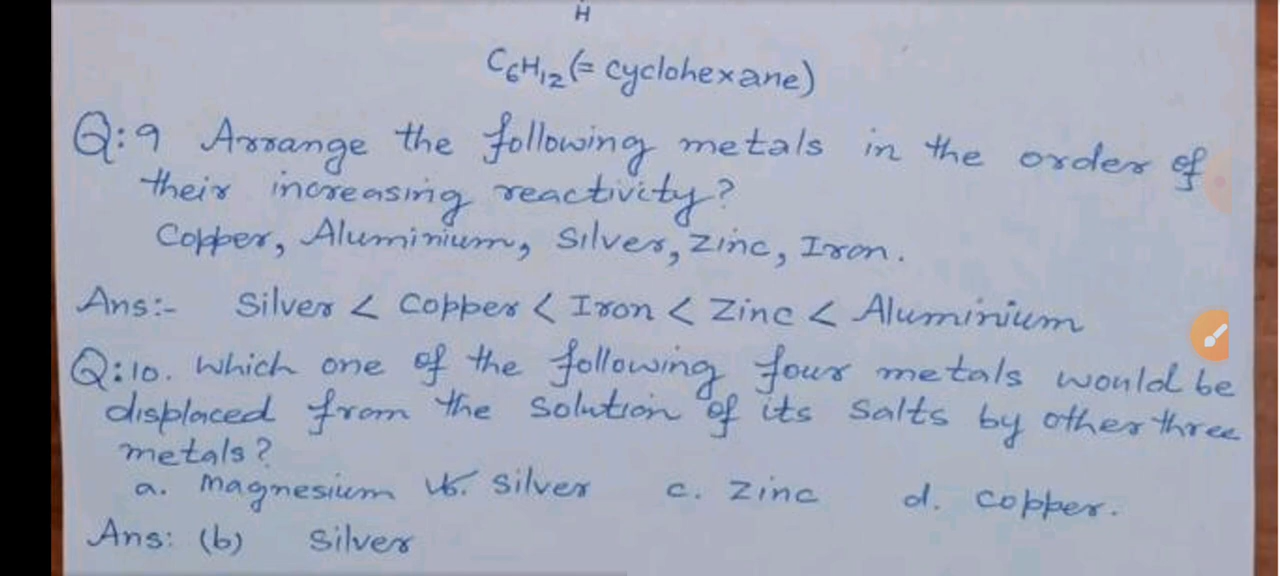 H
C₆H₁₂(= cyclohexane)
Q:9 Arrange the following metals in the order of
their increasing reactivity?
Copper, Aluminium, Silver, Zinc, Iron.
Ans:- Silver < Copper < Iron < Zinc < Aluminium
Q:10. Which one of the following four metals would be
displaced from the solution of its salts by other three
metals?
a. Magnesium b. Silver c. Zinc d. Copper.
Ans: (b) Silver